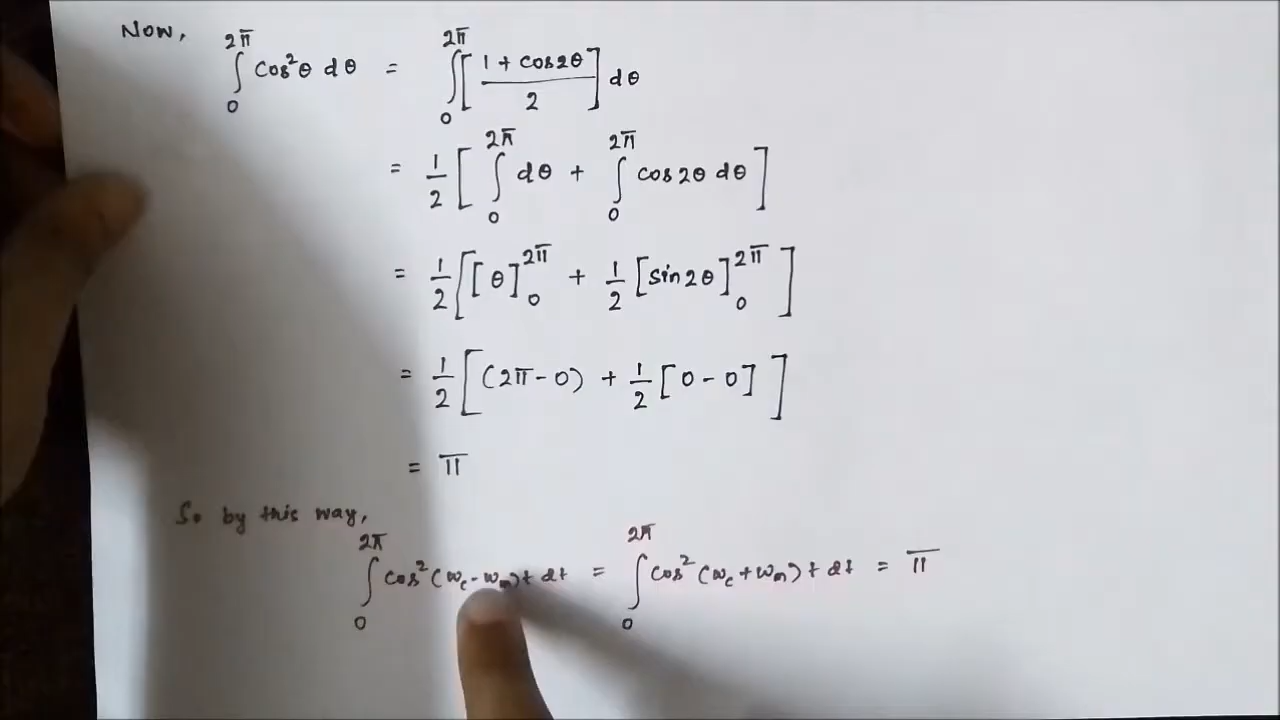 Now,
∫₀^2π cos²θ dθ = ∫₀^2π [ (1 + cos2θ)/2 ] dθ
= 1/2 [ ∫₀^2π dθ + ∫₀^2π cos2θ dθ ]
= 1/2 [ [θ]₀^2π + 1/2 [sin2θ]₀^2π ]
= 1/2 [ (2π-0) + 1/2 [0-0] ]
= π
So by this way,
∫₀^2π cos²(ω_c - ω_m)t dt = ∫₀^2π cos²(ω_c + ω_m)t dt = π